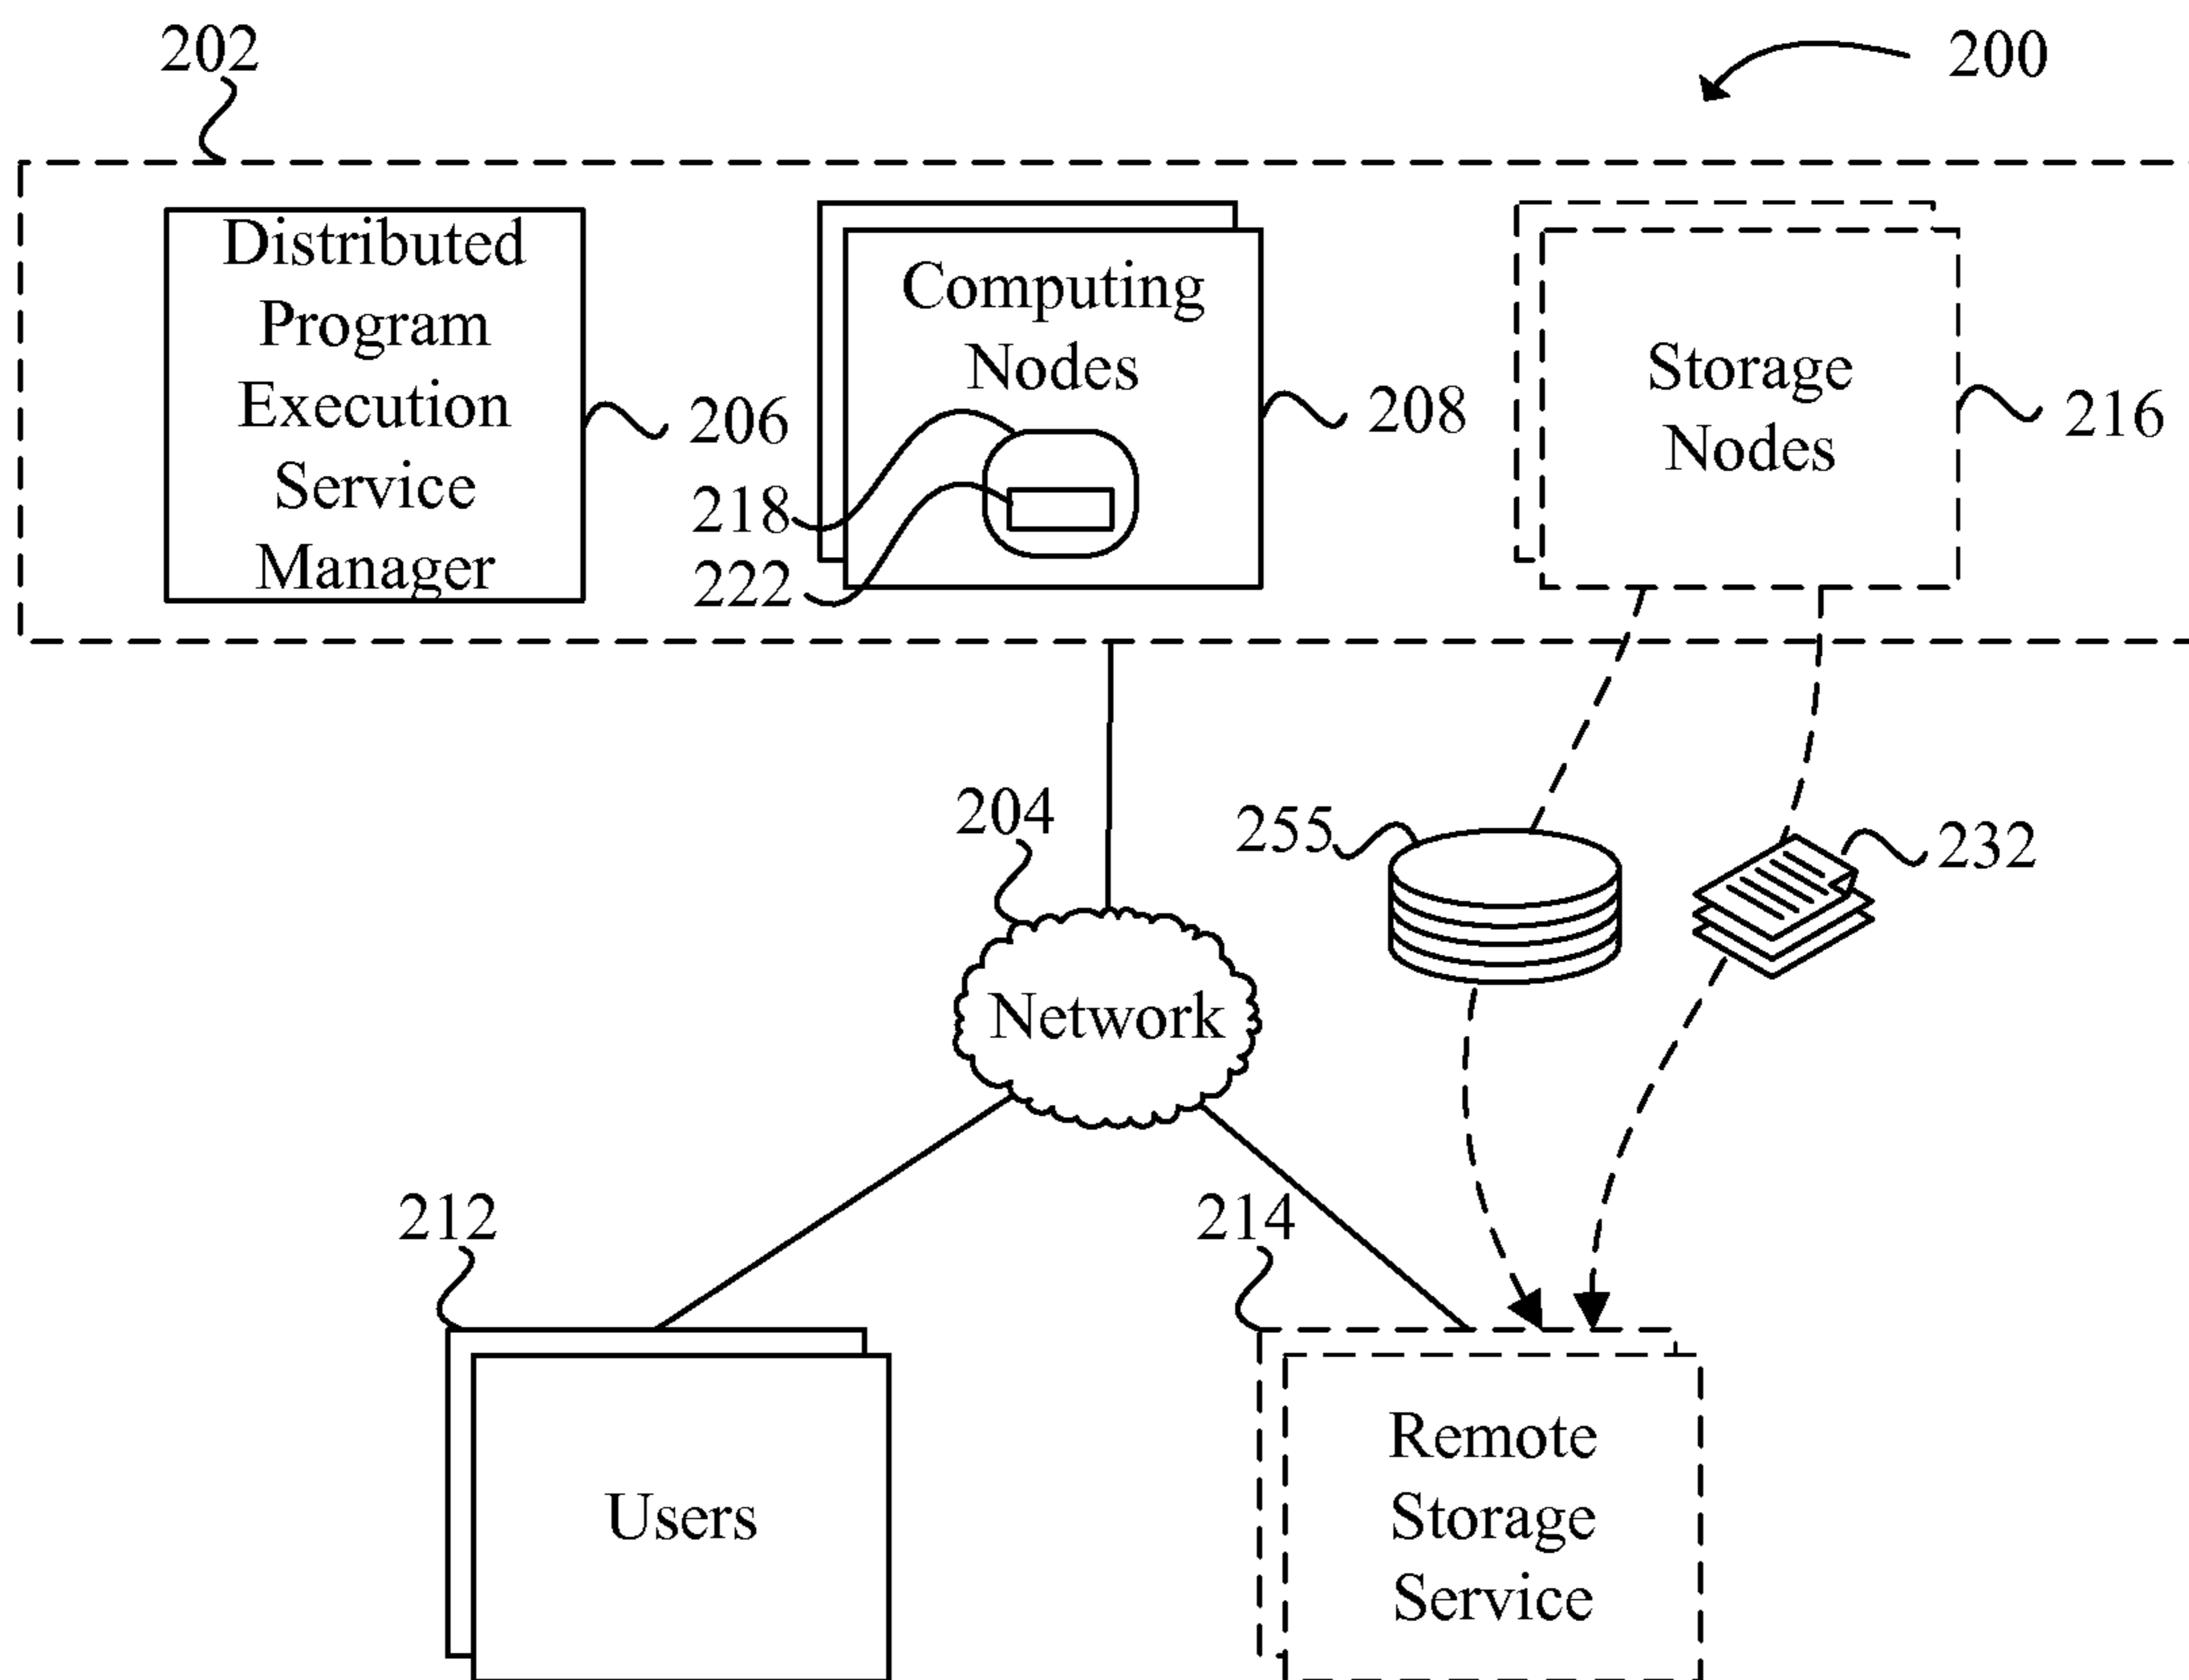 202
200
Distributed
Program
Execution
Service
Manager
206
Computing
Nodes
208
218
222
Storage
Nodes
216
204
255
232
Network
212
214
Users
Remote
Storage
Service